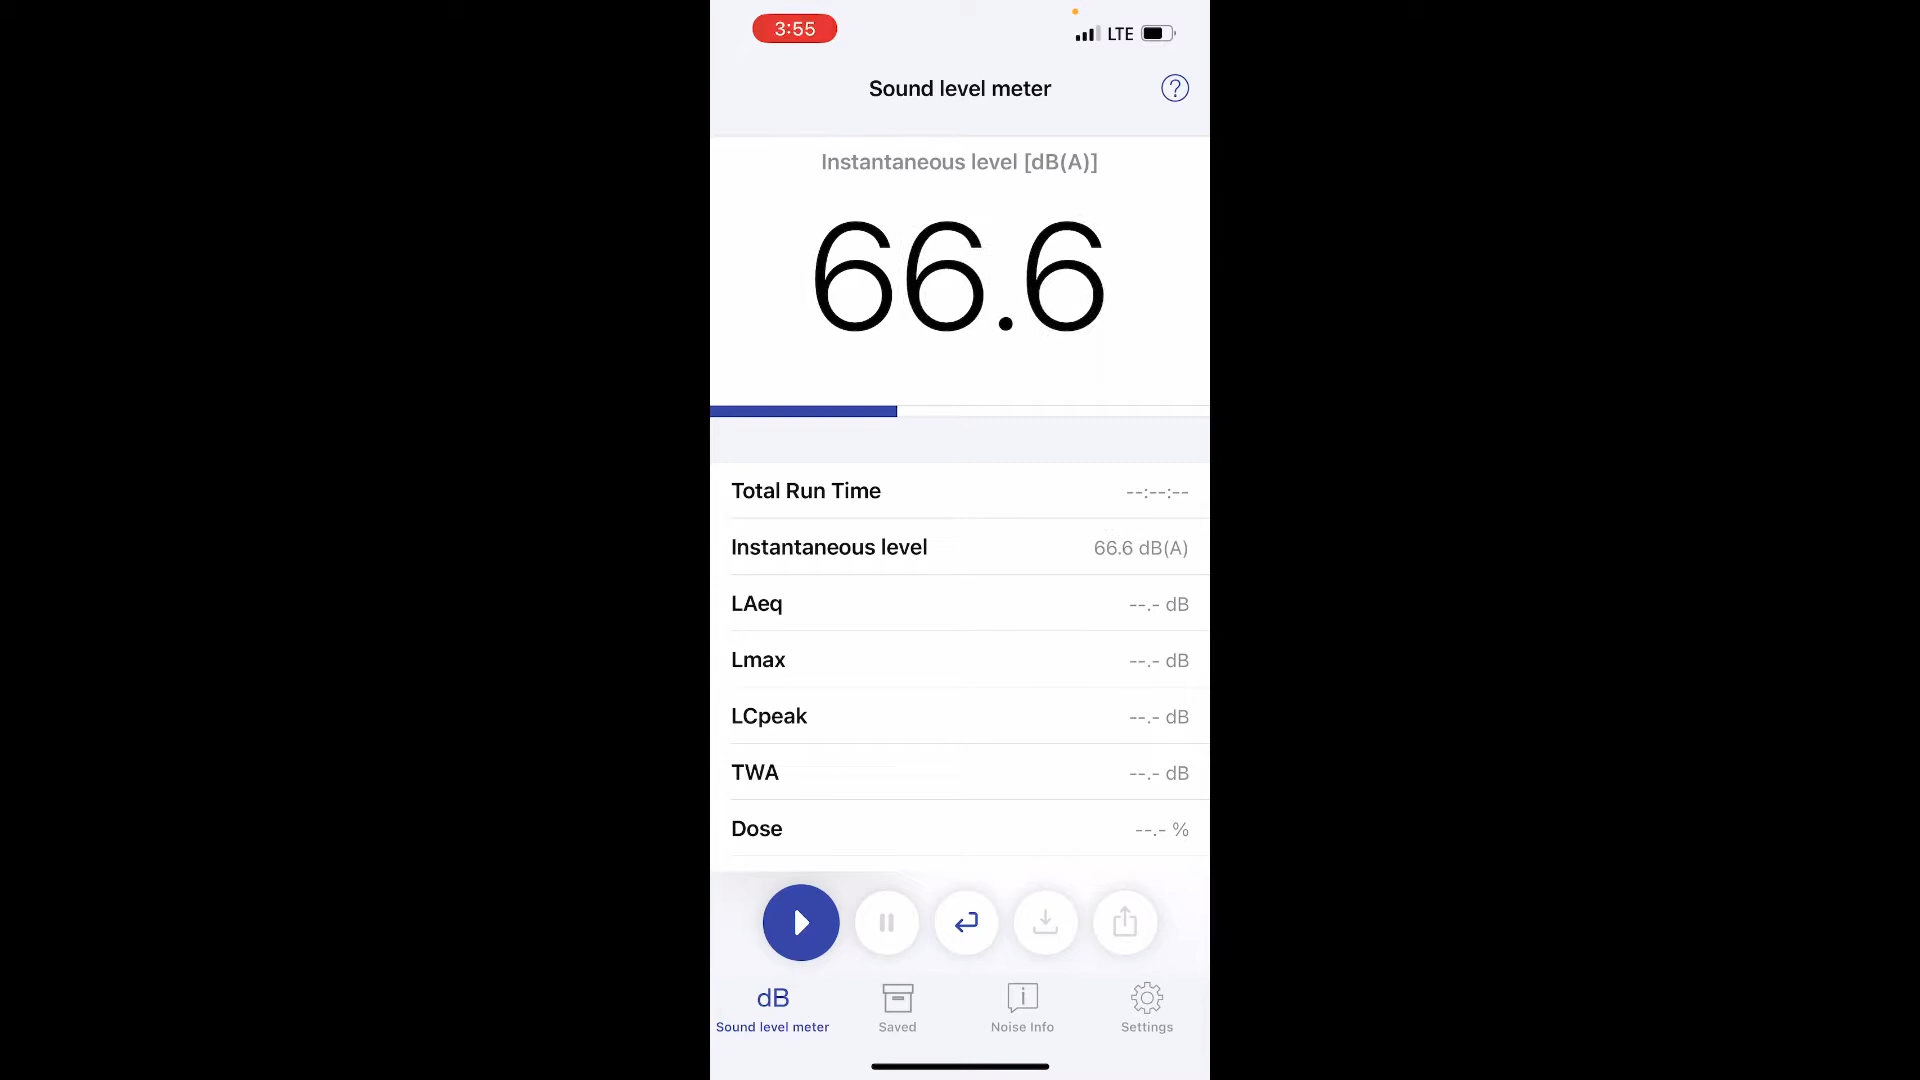 3:55
LTE
Sound level meter
?
Instantaneous level [dB(A)]
66.6
Total Run Time --:--:--
Instantaneous level 66.6 dB(A)
LAeq --.- dB
Lmax --.- dB
LCpeak --.- dB
TWA --.- dB
Dose --.- %
dB
Sound level meter Saved Noise Info Settings